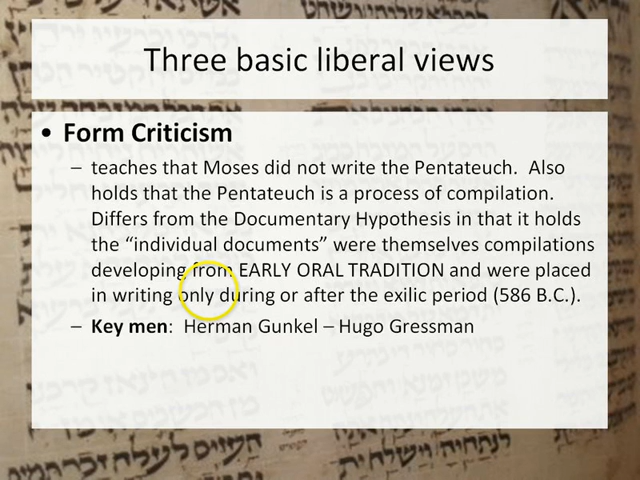 Three basic liberal views
• Form Criticism
– teaches that Moses did not write the Pentateuch. Also
holds that the Pentateuch is a process of compilation.
Differs from the Documentary Hypothesis in that it holds
the “individual documents” were themselves compilations
developing from EARLY ORAL TRADITION and were placed
in writing only during or after the exilic period (586 B.C.).
– Key men: Herman Gunkel – Hugo Gressman